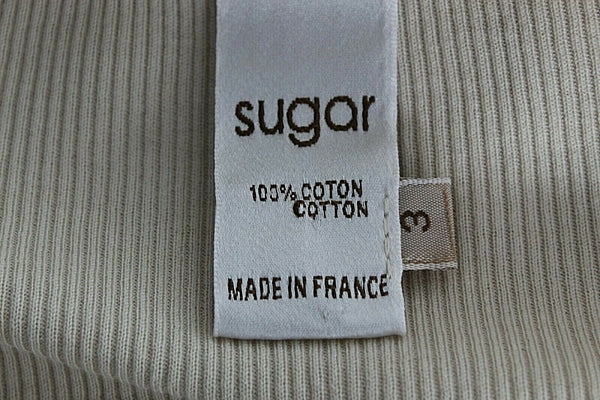 sugar
100% COTON
COTTON
3
MADE IN FRANCE